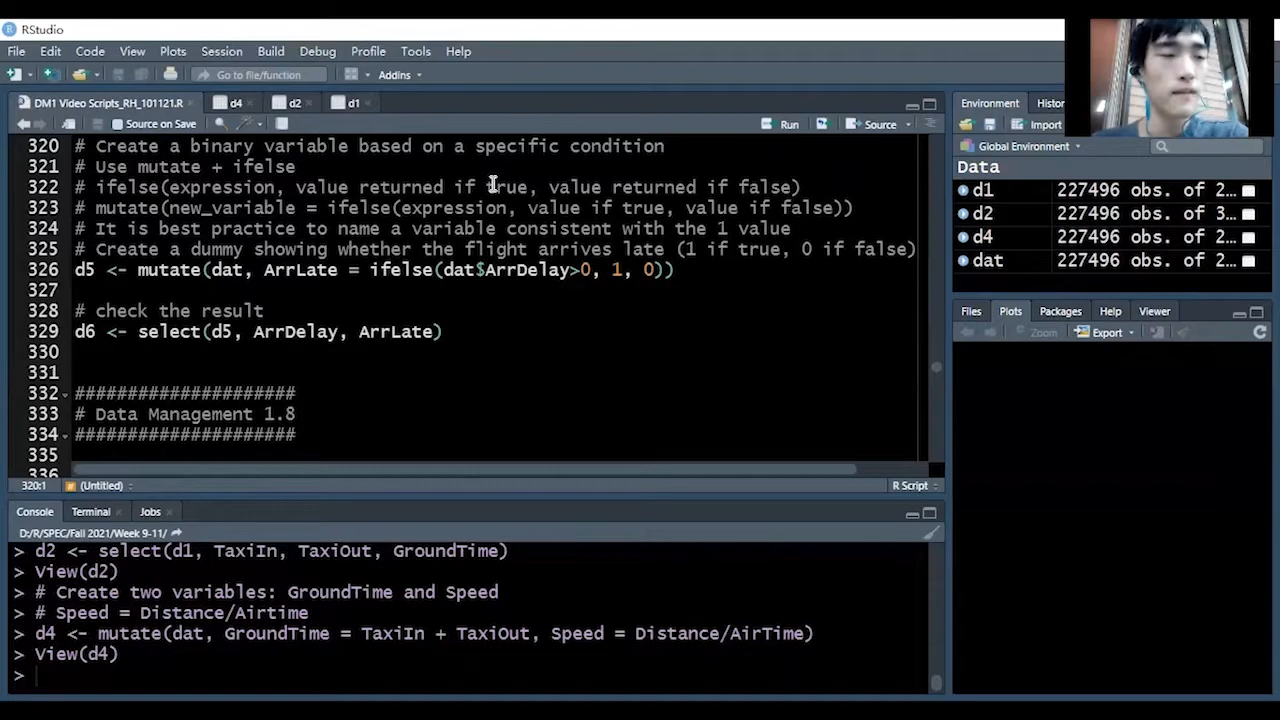 RStudio
File Edit Code View Plots Session Build Debug Profile Tools Help
Go to file/function Addins
DM1 Video Scripts_RH_101121.R d4 d2 d1
Source on Save Run Source
320 # Create a binary variable based on a specific condition
321 # Use mutate + ifelse
322 # ifelse(expression, value returned if true, value returned if false)
323 # mutate(new_variable = ifelse(expression, value if true, value if false))
324 # It is best practice to name a variable consistent with the 1 value
325 # Create a dummy showing whether the flight arrives late (1 if true, 0 if false)
326 d5 <- mutate(dat, ArrLate = ifelse(dat$ArrDelay>0, 1, 0))
327
328 # check the result
329 d6 <- select(d5, ArrDelay, ArrLate)
330
331
332 #####################
333 # Data Management 1.8
334 #####################
335
336
320:1 (Untitled) R Script
Console Terminal Jobs
D:/R/SPEC/Fall 2021/Week 9-11/
> d2 <- select(d1, TaxiIn, TaxiOut, GroundTime)
> View(d2)
> # Create two variables: GroundTime and Speed
> # Speed = Distance/Airtime
> d4 <- mutate(dat, GroundTime = TaxiIn + TaxiOut, Speed = Distance/AirTime)
> View(d4)
>
Environment Histor
Import
Global Environment
Data
d1 227496 obs. of 2...
d2 227496 obs. of 3...
d4 227496 obs. of 2...
dat 227496 obs. of 2...
Files Plots Packages Help Viewer
Zoom Export